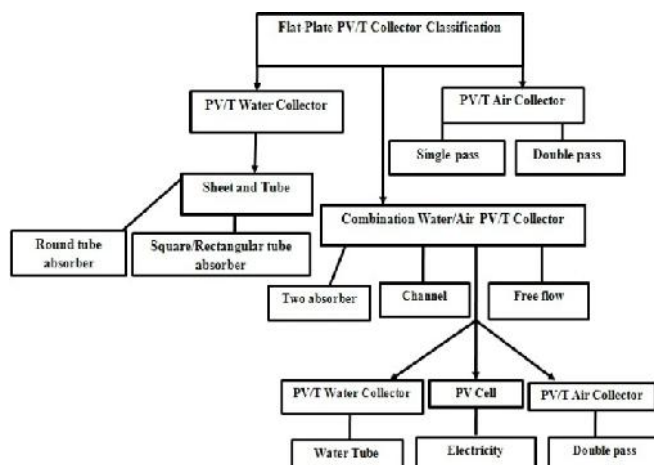 Flat Plate PV/T Collector Classification
PV/T Water Collector
PV/T Air Collector
Single pass
Double pass
Sheet and Tube
Combination Water/Air PV/T Collector
Round tube
absorber
Square/Rectangular tube
absorber
Two absorber
Channel
Free flow
PV/T Water Collector
PV Cell
PV/T Air Collector
Water Tube
Electricity
Double pass